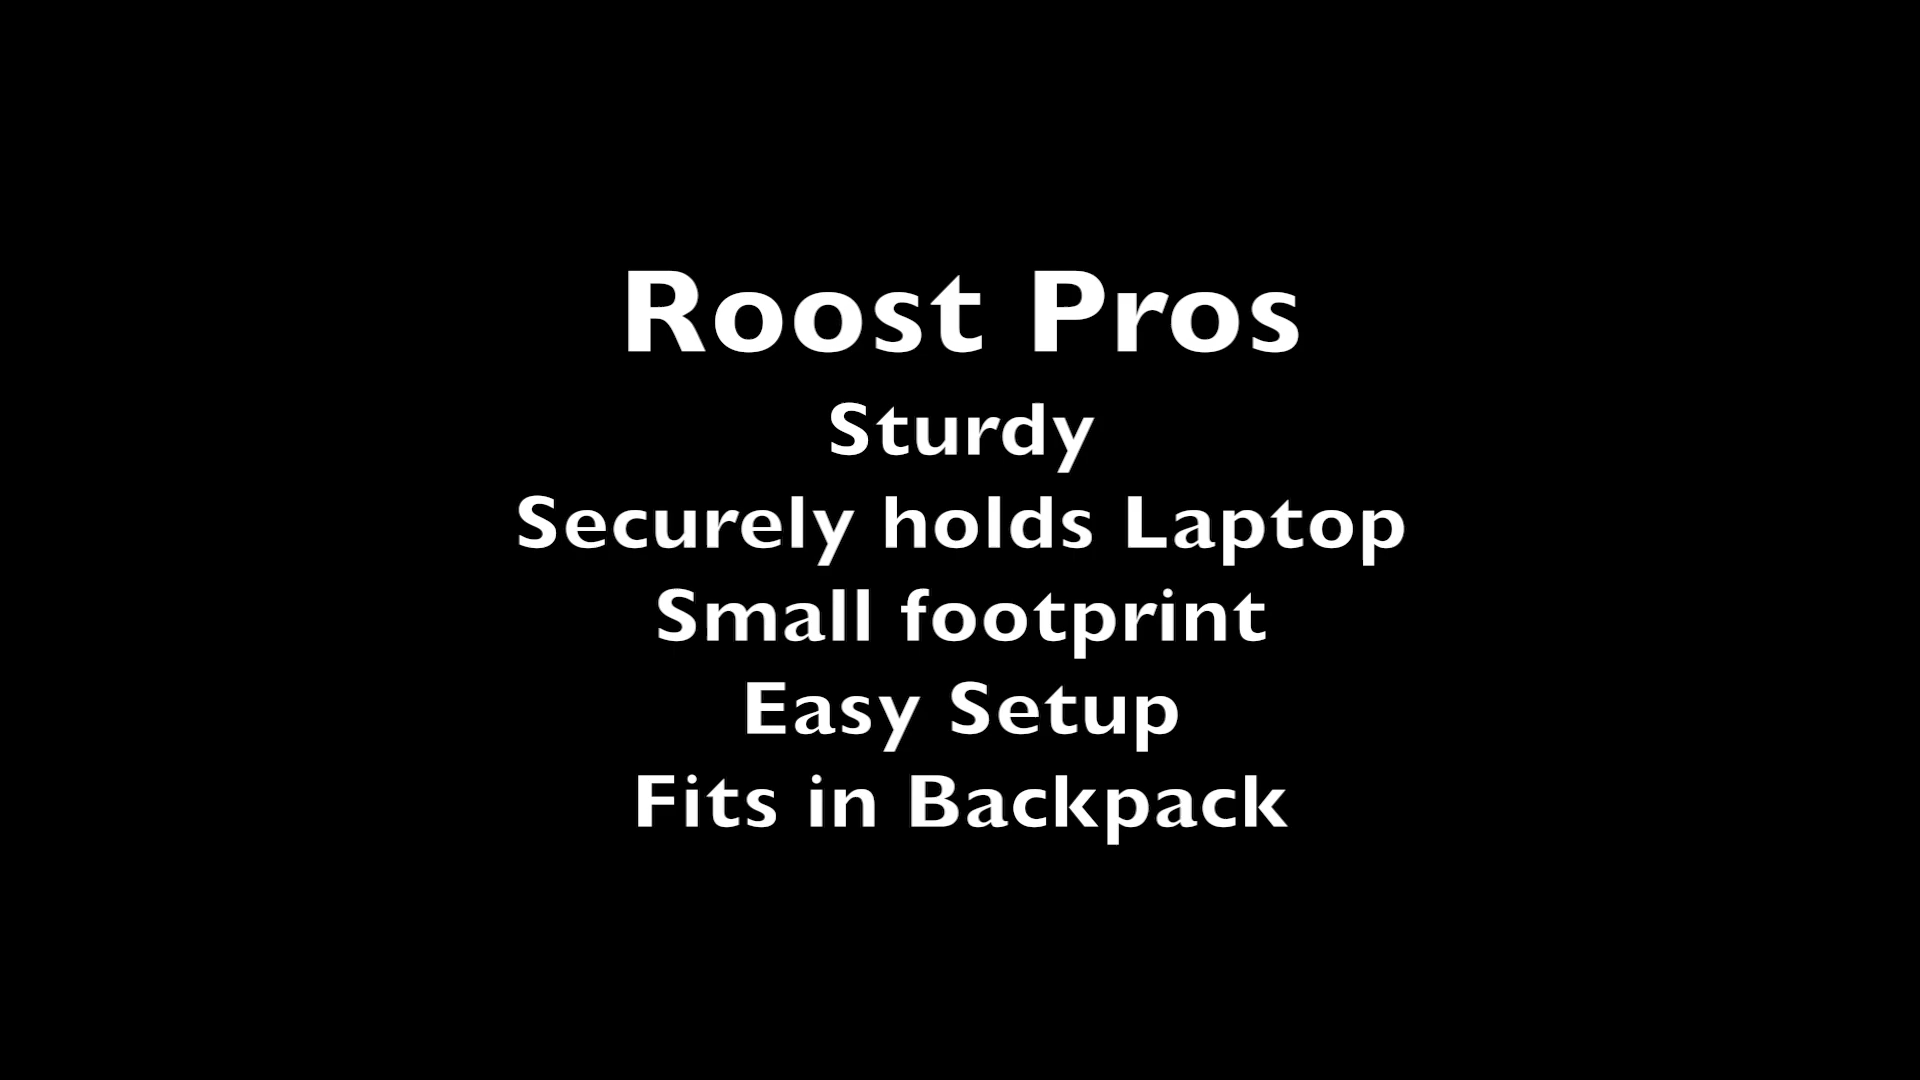 Roost Pros
Sturdy
Securely holds Laptop
Small footprint
Easy Setup
Fits in Backpack